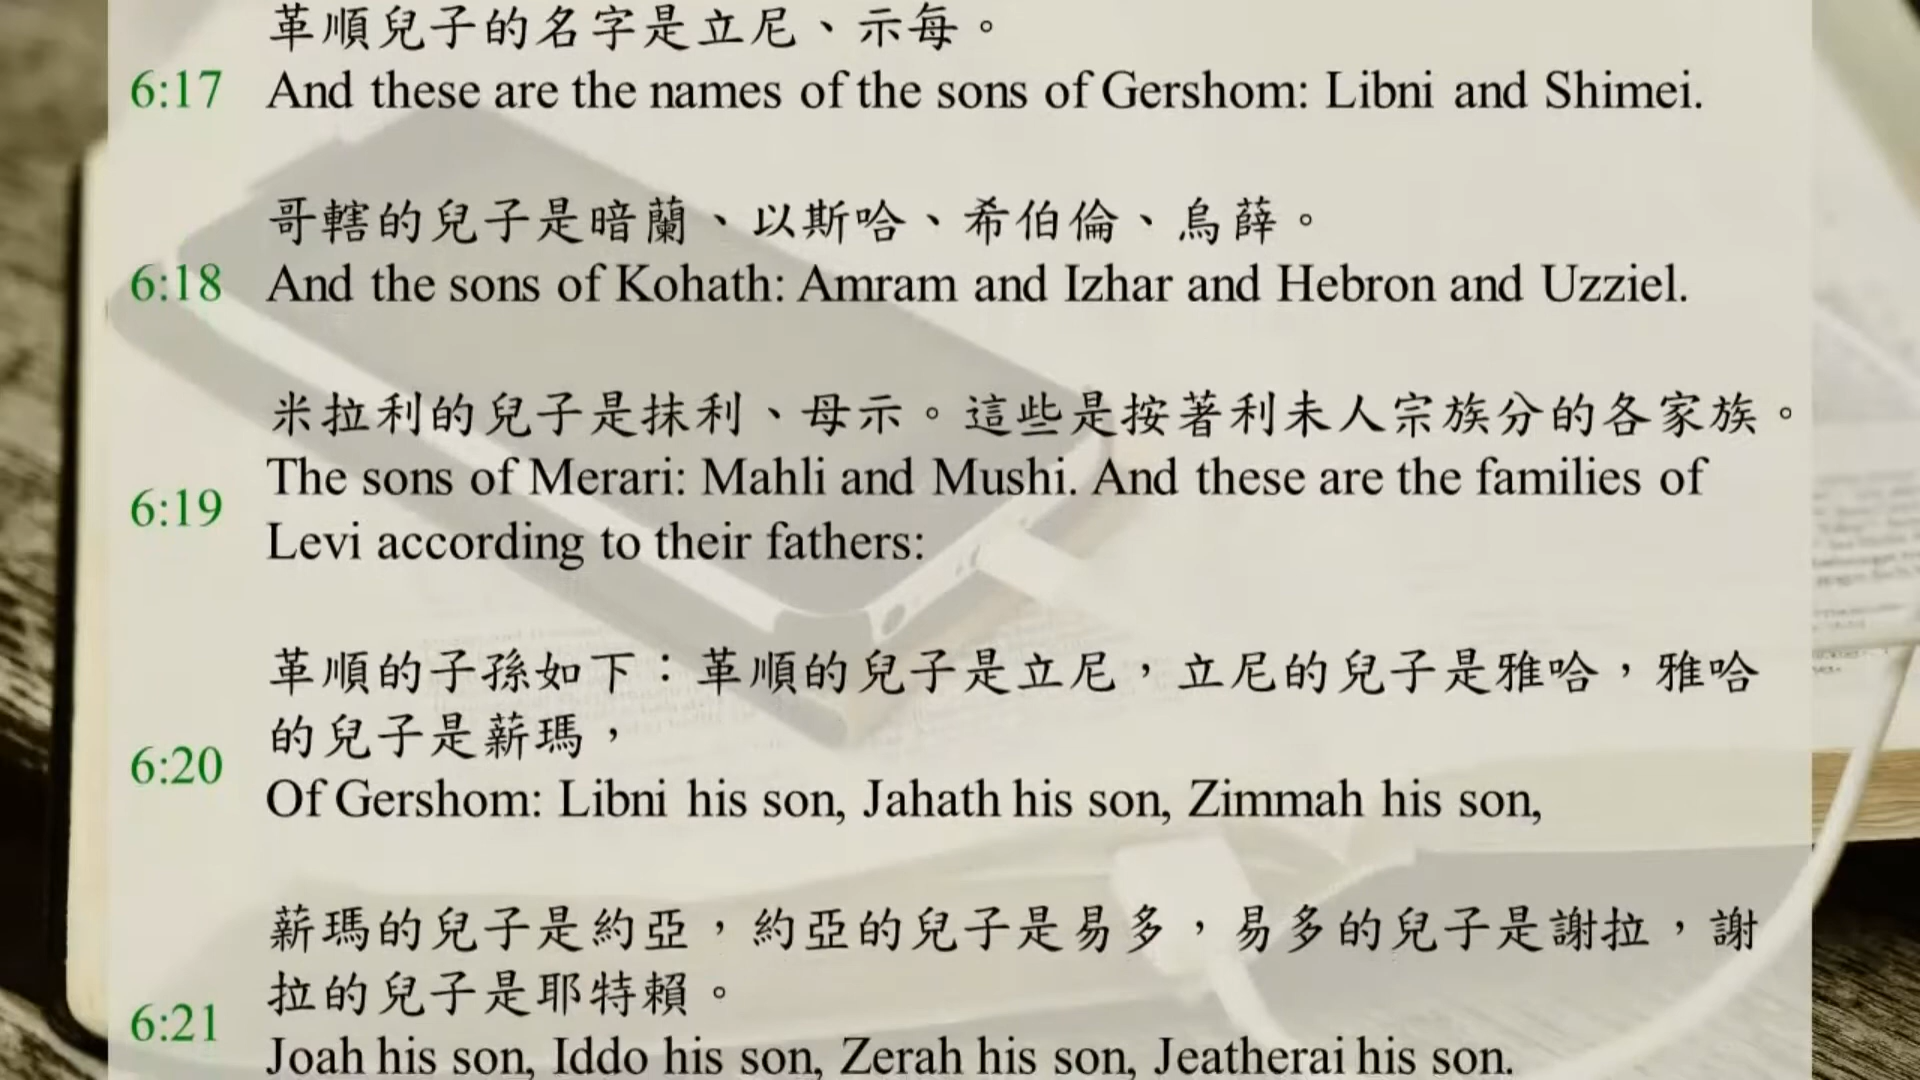 革順兒子的名字是立尼、示每。
6:17 And these are the names of the sons of Gershom: Libni and Shimei.
哥轄的兒子是暗蘭、以斯哈、希伯倫、烏薛。
6:18 And the sons of Kohath: Amram and Izhar and Hebron and Uzziel.
米拉利的兒子是抹利、母示。這些是按著利未人宗族分的各家族。
6:19 The sons of Merari: Mahli and Mushi. And these are the families of
Levi according to their fathers:
革順的子孫如下：革順的兒子是立尼，立尼的兒子是雅哈，雅哈
的兒子是薪瑪，
6:20 Of Gershom: Libni his son, Jahath his son, Zimmah his son,
薪瑪的兒子是約亞，約亞的兒子是易多，易多的兒子是謝拉，謝
拉的兒子是耶特賴。
6:21 Joah his son, Iddo his son, Zerah his son, Jeatherai his son.